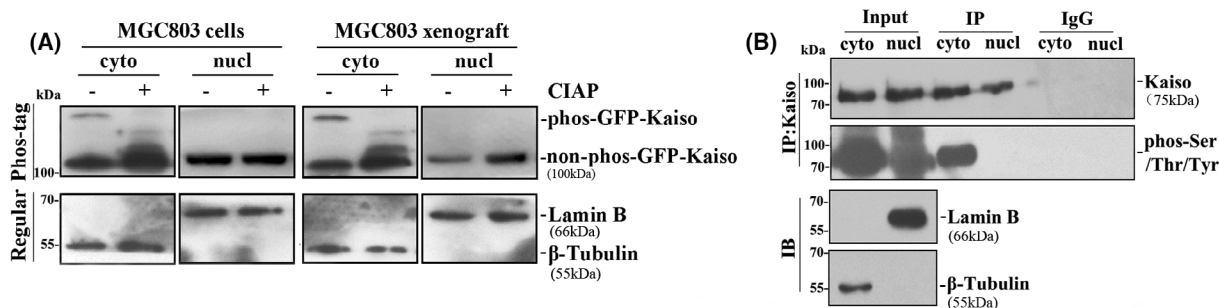 (A)
MGC803 cells MGC803 xenograft
cyto nucl cyto nucl
kDa - + - + - + - + CIAP
Phos-tag
phos-GFP-Kaiso
non-phos-GFP-Kaiso
(100kDa)
100-
Regular
70-
55-
Lamin B
(66kDa)
β-Tubulin
(55kDa)
(B)
Input IP IgG
kDa cyto nucl cyto nucl cyto nucl
IP:Kaiso
100-
70-
Kaiso
(75kDa)
100-
70-
phos-Ser
/Thr/Tyr
IB
70-
55-
Lamin B
(66kDa)
70-
55-
β-Tubulin
(55kDa)